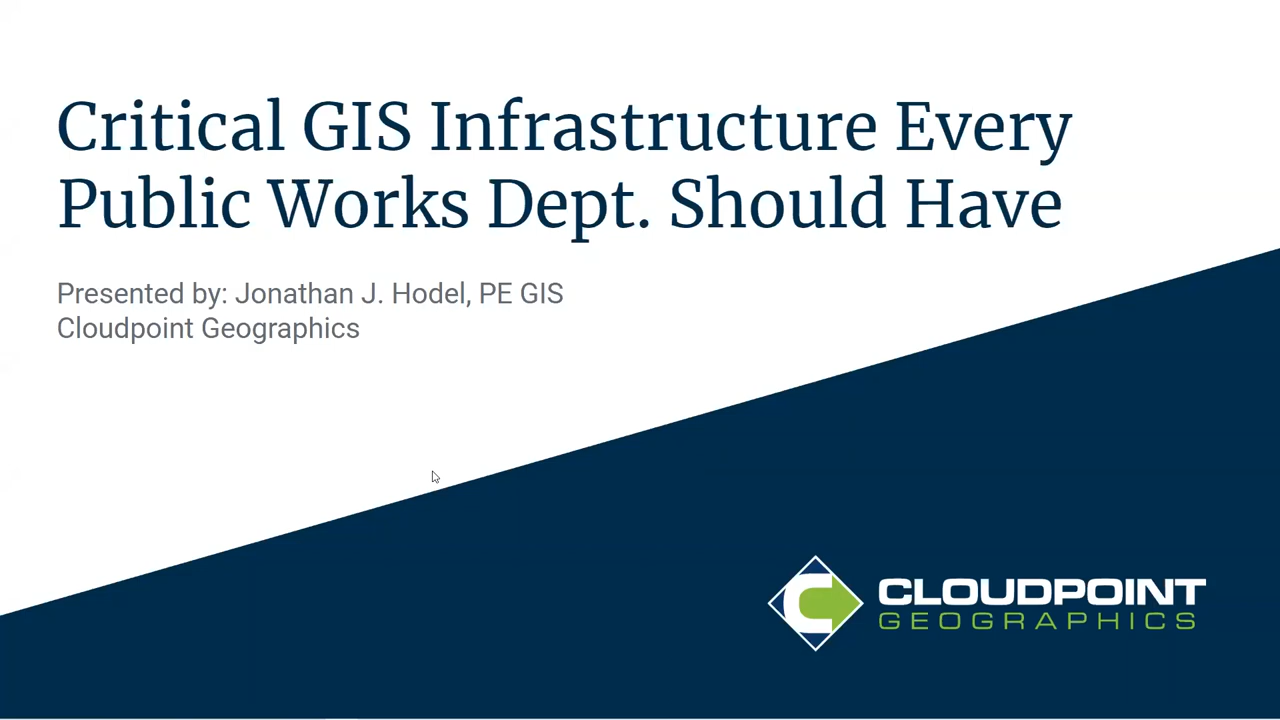 Critical GIS Infrastructure Every
Public Works Dept. Should Have
Presented by: Jonathan J. Hodel, PE GIS
Cloudpoint Geographics
CLOUDPOINT
GEOGRAPHICS